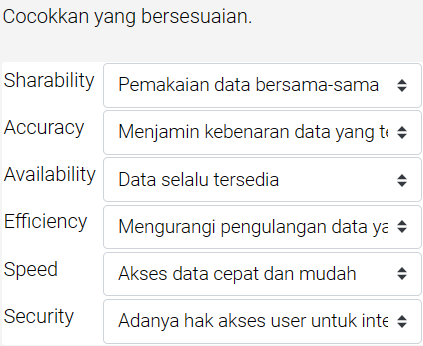 Cocokkan yang bersesuaian.
Sharability Pemakaian data bersama-sama
Accuracy Menjamin kebenaran data yang
Availability Data selalu tersedia
Efficiency Mengurangi pengulangan data
Speed Akses data cepat dan mudah
Security Adanya hak akses user untuk